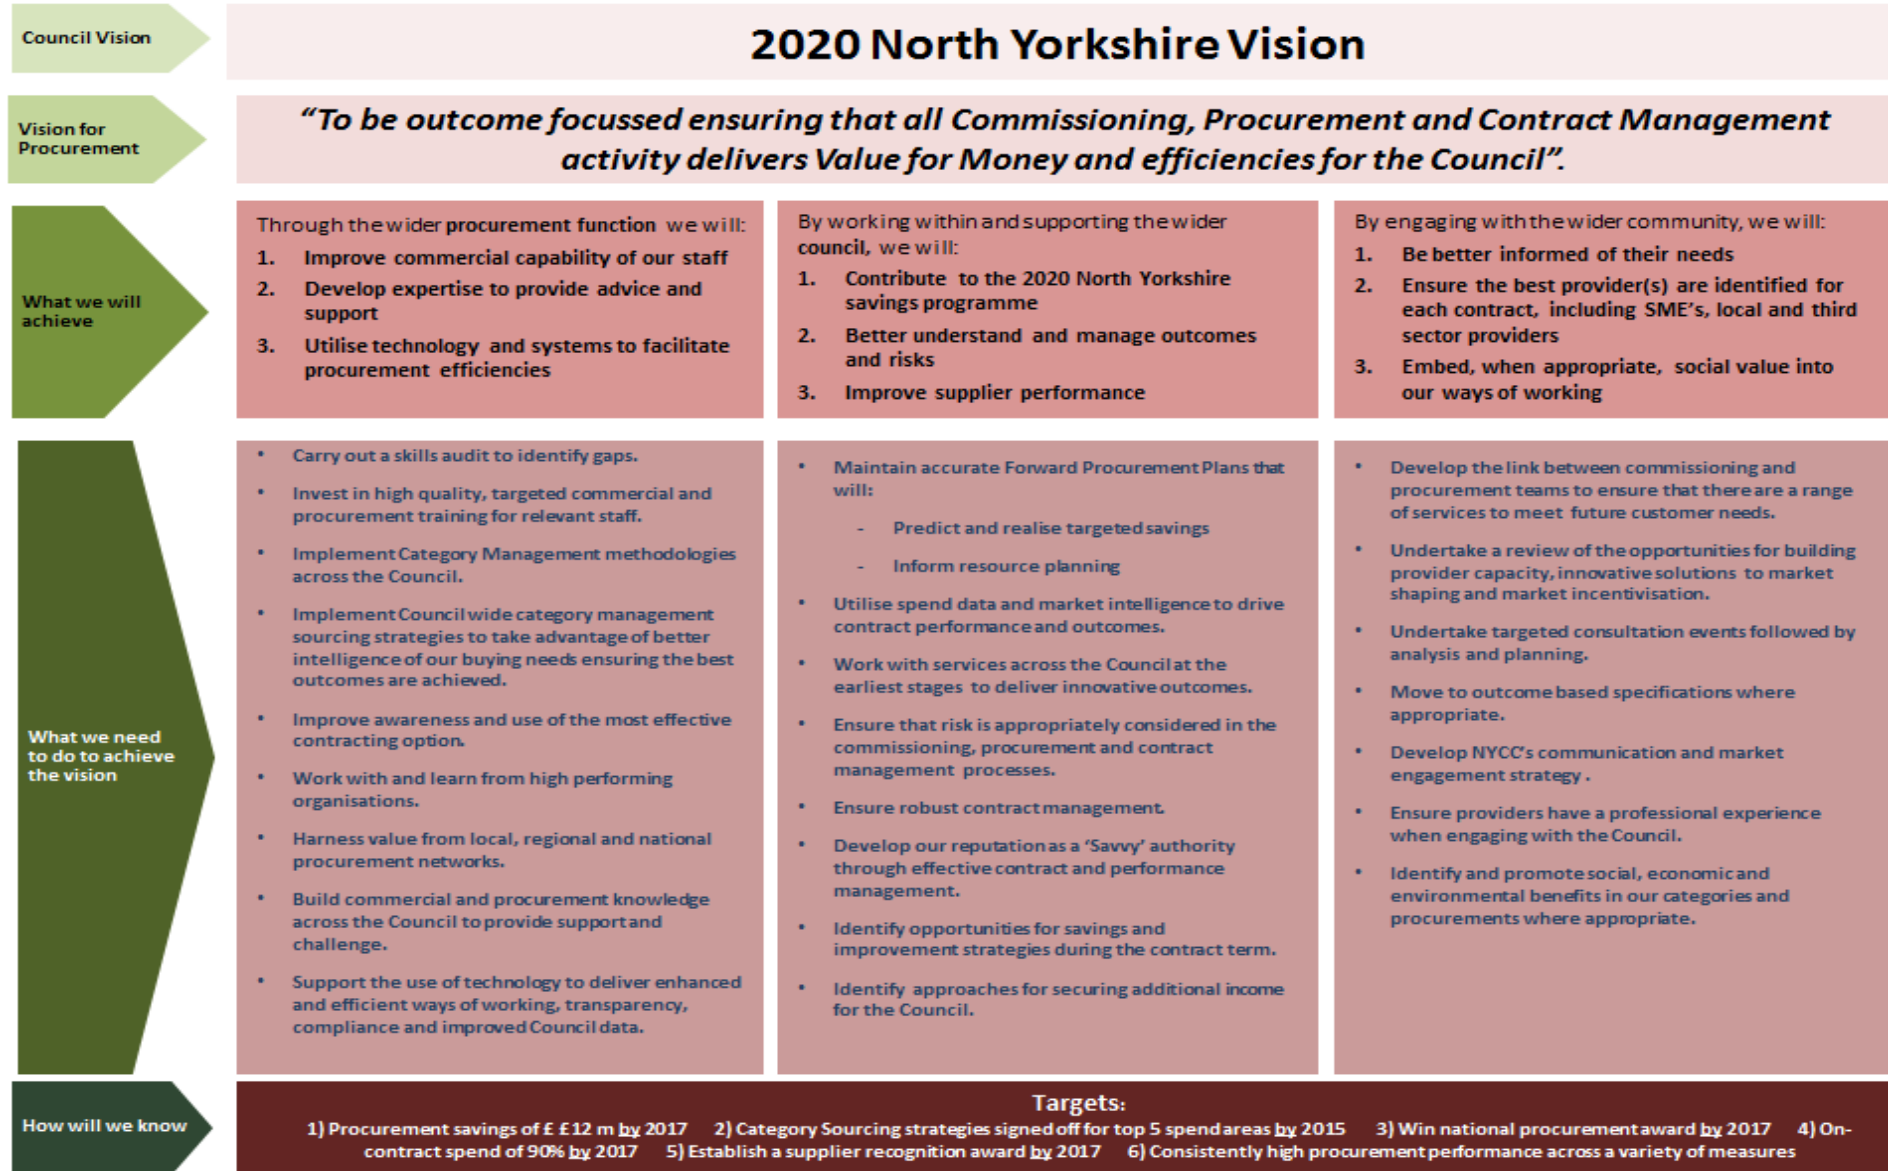 Council Vision
2020 North Yorkshire Vision
Vision for
Procurement
“To be outcome focussed ensuring that all Commissioning, Procurement and Contract Management
activity delivers Value for Money and efficiencies for the Council”.
What we will
achieve
Through the wider procurement function we will:
1. Improve commercial capability of our staff
2. Develop expertise to provide advice and
support
3. Utilise technology and systems to facilitate
procurement efficiencies
By working within and supporting the wider
council, we will:
1. Contribute to the 2020 North Yorkshire
savings programme
2. Better understand and manage outcomes
and risks
3. Improve supplier performance
By engaging with the wider community, we will:
1. Be better informed of their needs
2. Ensure the best provider(s) are identified for
each contract, including SME's, local and third
sector providers
3. Embed, when appropriate, social value into
our ways of working
What we need
to do to achieve
the vision
• Carry out a skills audit to identify gaps.
• Invest in high quality, targeted commercial and
procurement training for relevant staff.
• Implement Category Management methodologies
across the Council.
• Implement Council wide category management
sourcing strategies to take advantage of better
intelligence of our buying needs ensuring the best
outcomes are achieved.
• Improve awareness and use of the most effective
contracting option.
• Work with and learn from high performing
organisations.
• Harness value from local, regional and national
procurement networks.
• Build commercial and procurement knowledge
across the Council to provide support and
challenge.
• Support the use of technology to deliver enhanced
and efficient ways of working, transparency,
compliance and improved Council data.
• Maintain accurate Forward Procurement Plans that
will:
- Predict and realise targeted savings
- Inform resource planning
• Utilise spend data and market intelligence to drive
contract performance and outcomes.
• Work with services across the Council at the
earliest stages to deliver innovative outcomes.
• Ensure that risk is appropriately considered in the
commissioning, procurement and contract
management processes.
• Ensure robust contract management.
• Develop our reputation as a ‘Savvy’ authority
through effective contract and performance
management.
• Identify opportunities for savings and
improvement strategies during the contract term.
• Identify approaches for securing additional income
for the Council.
• Develop the link between commissioning and
procurement teams to ensure that there are a range
of services to meet future customer needs.
• Undertake a review of the opportunities for building
provider capacity, innovative solutions to market
shaping and market incentivisation.
• Undertake targeted consultation events followed by
analysis and planning.
• Move to outcome based specifications where
appropriate.
• Develop NYCC's communication and market
engagement strategy .
• Ensure providers have a professional experience
when engaging with the Council.
• Identify and promote social, economic and
environmental benefits in our categories and
procurements where appropriate.
How will we know
Targets:
1) Procurement savings of £ £12 m by 2017 2) Category Sourcing strategies signed off for top 5 spend areas by 2015 3) Win national procurement award by 2017 4) On-
contract spend of 90% by 2017 5) Establish a supplier recognition award by 2017 6) Consistently high procurement performance across a variety of measures